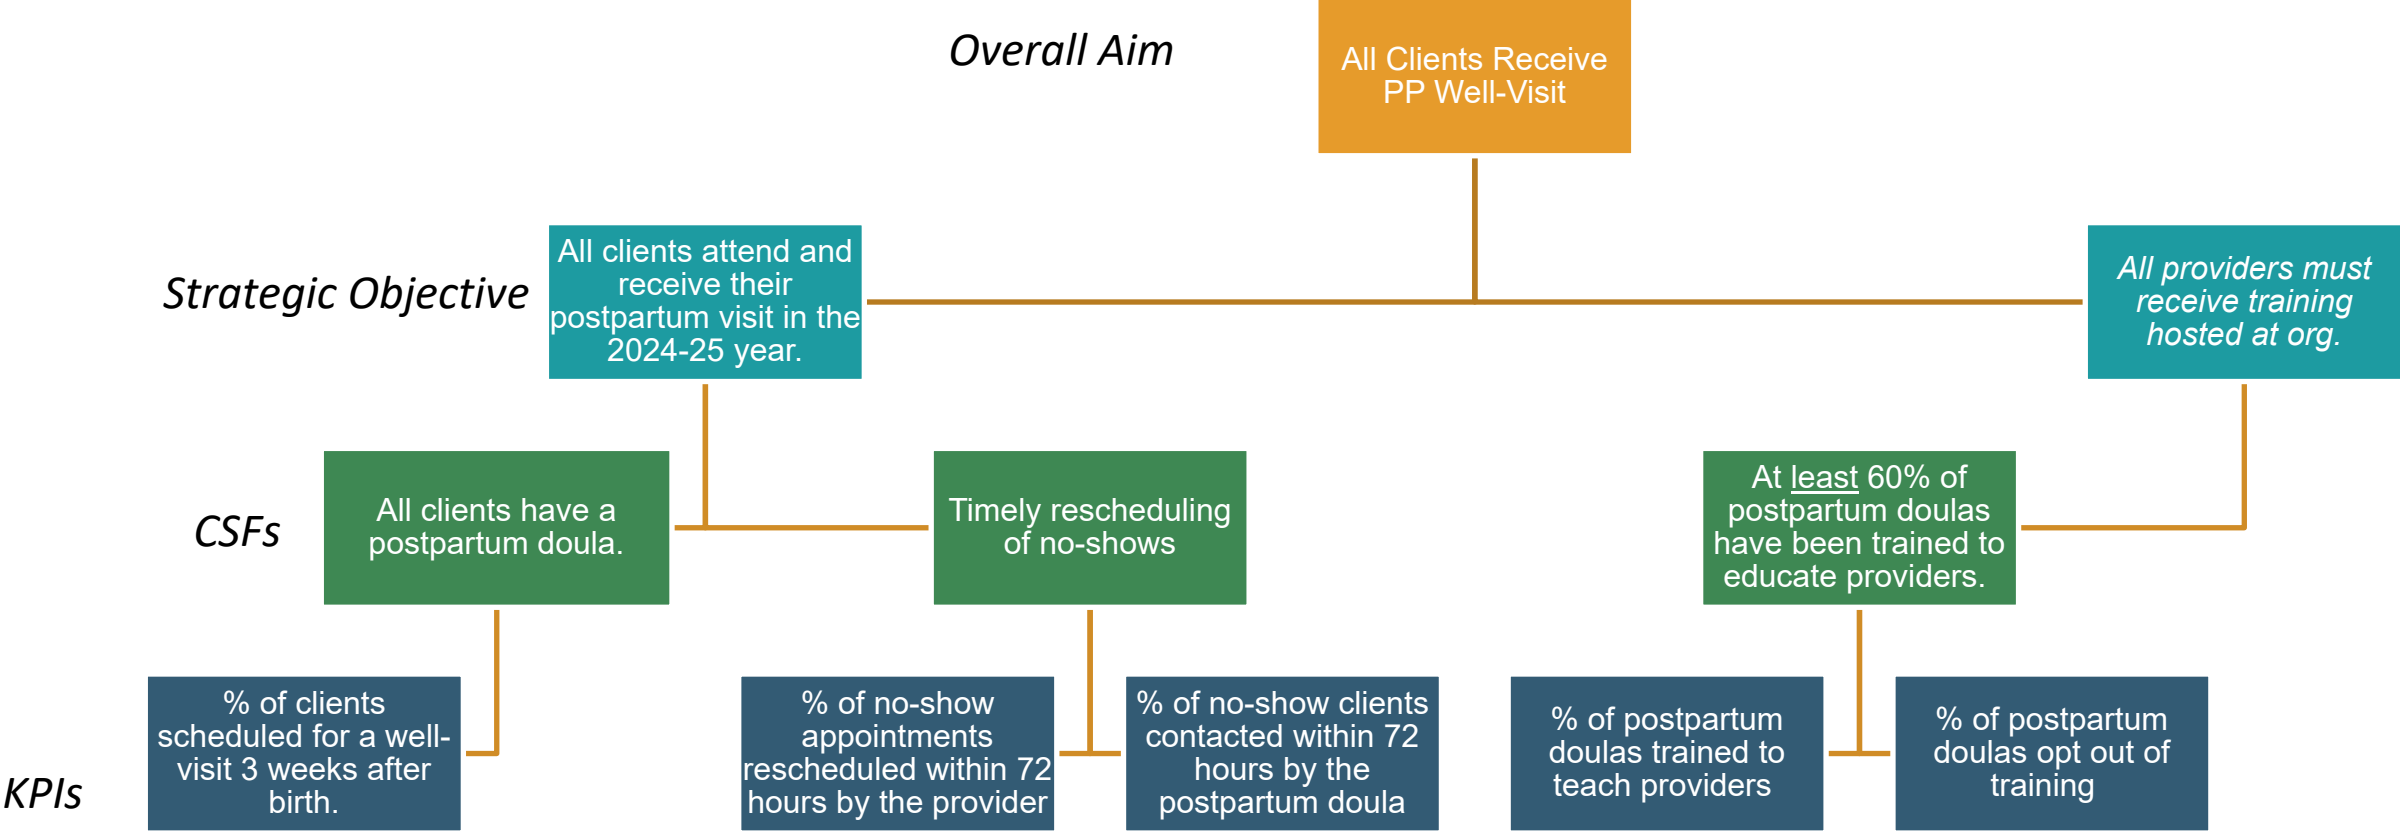 Overall Aim
All Clients Receive
PP Well-Visit
Strategic Objective
All clients attend and
receive their
postpartum visit in the
2024-25 year.
All providers must
receive training
hosted at org.
CSFs
All clients have a
postpartum doula.
Timely rescheduling
of no-shows
At least 60% of
postpartum doulas
have been trained to
educate providers.
KPIs
% of clients
scheduled for a well-
visit 3 weeks after
birth.
% of no-show
appointments
rescheduled within 72
hours by the provider
% of no-show clients
contacted within 72
hours by the
postpartum doula
% of postpartum
doulas trained to
teach providers
% of postpartum
doulas opt out of
training